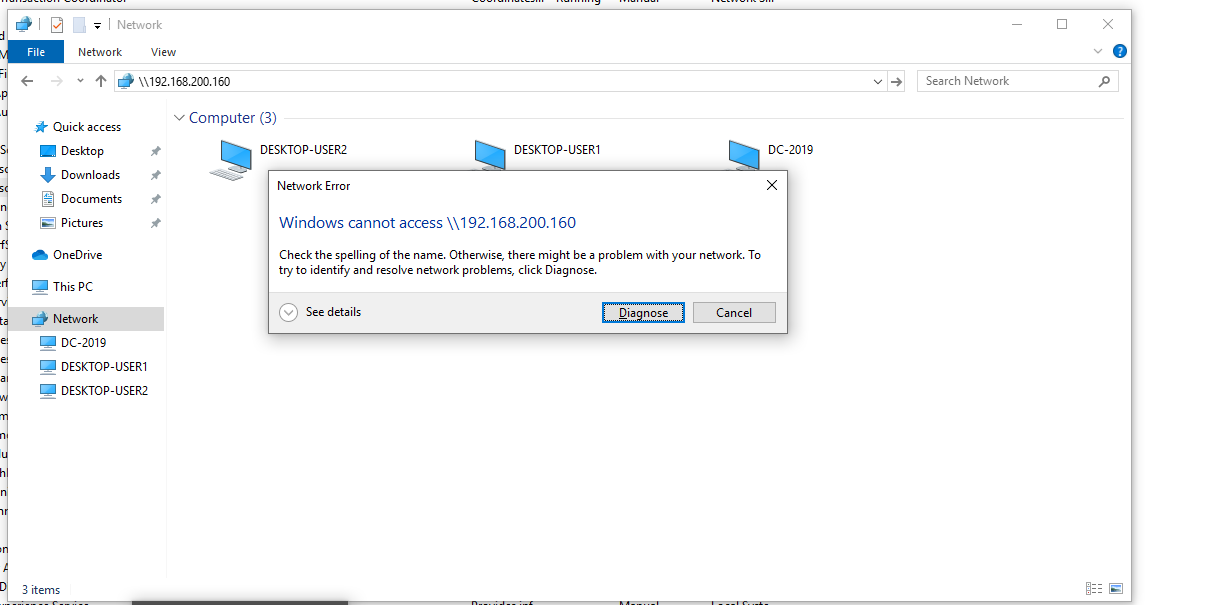 Network
File
Network
View
\\192.168.200.160
Search Network
Quick access
Desktop
Downloads
Documents
Pictures
OneDrive
This PC
Network
DC-2019
DESKTOP-USER1
DESKTOP-USER2
Computer (3)
DESKTOP-USER2
DESKTOP-USER1
DC-2019
Network Error
Windows cannot access \\192.168.200.160
Check the spelling of the name. Otherwise, there might be a problem with your network. To
try to identify and resolve network problems, click Diagnose.
See details
Diagnose
Cancel
3 items